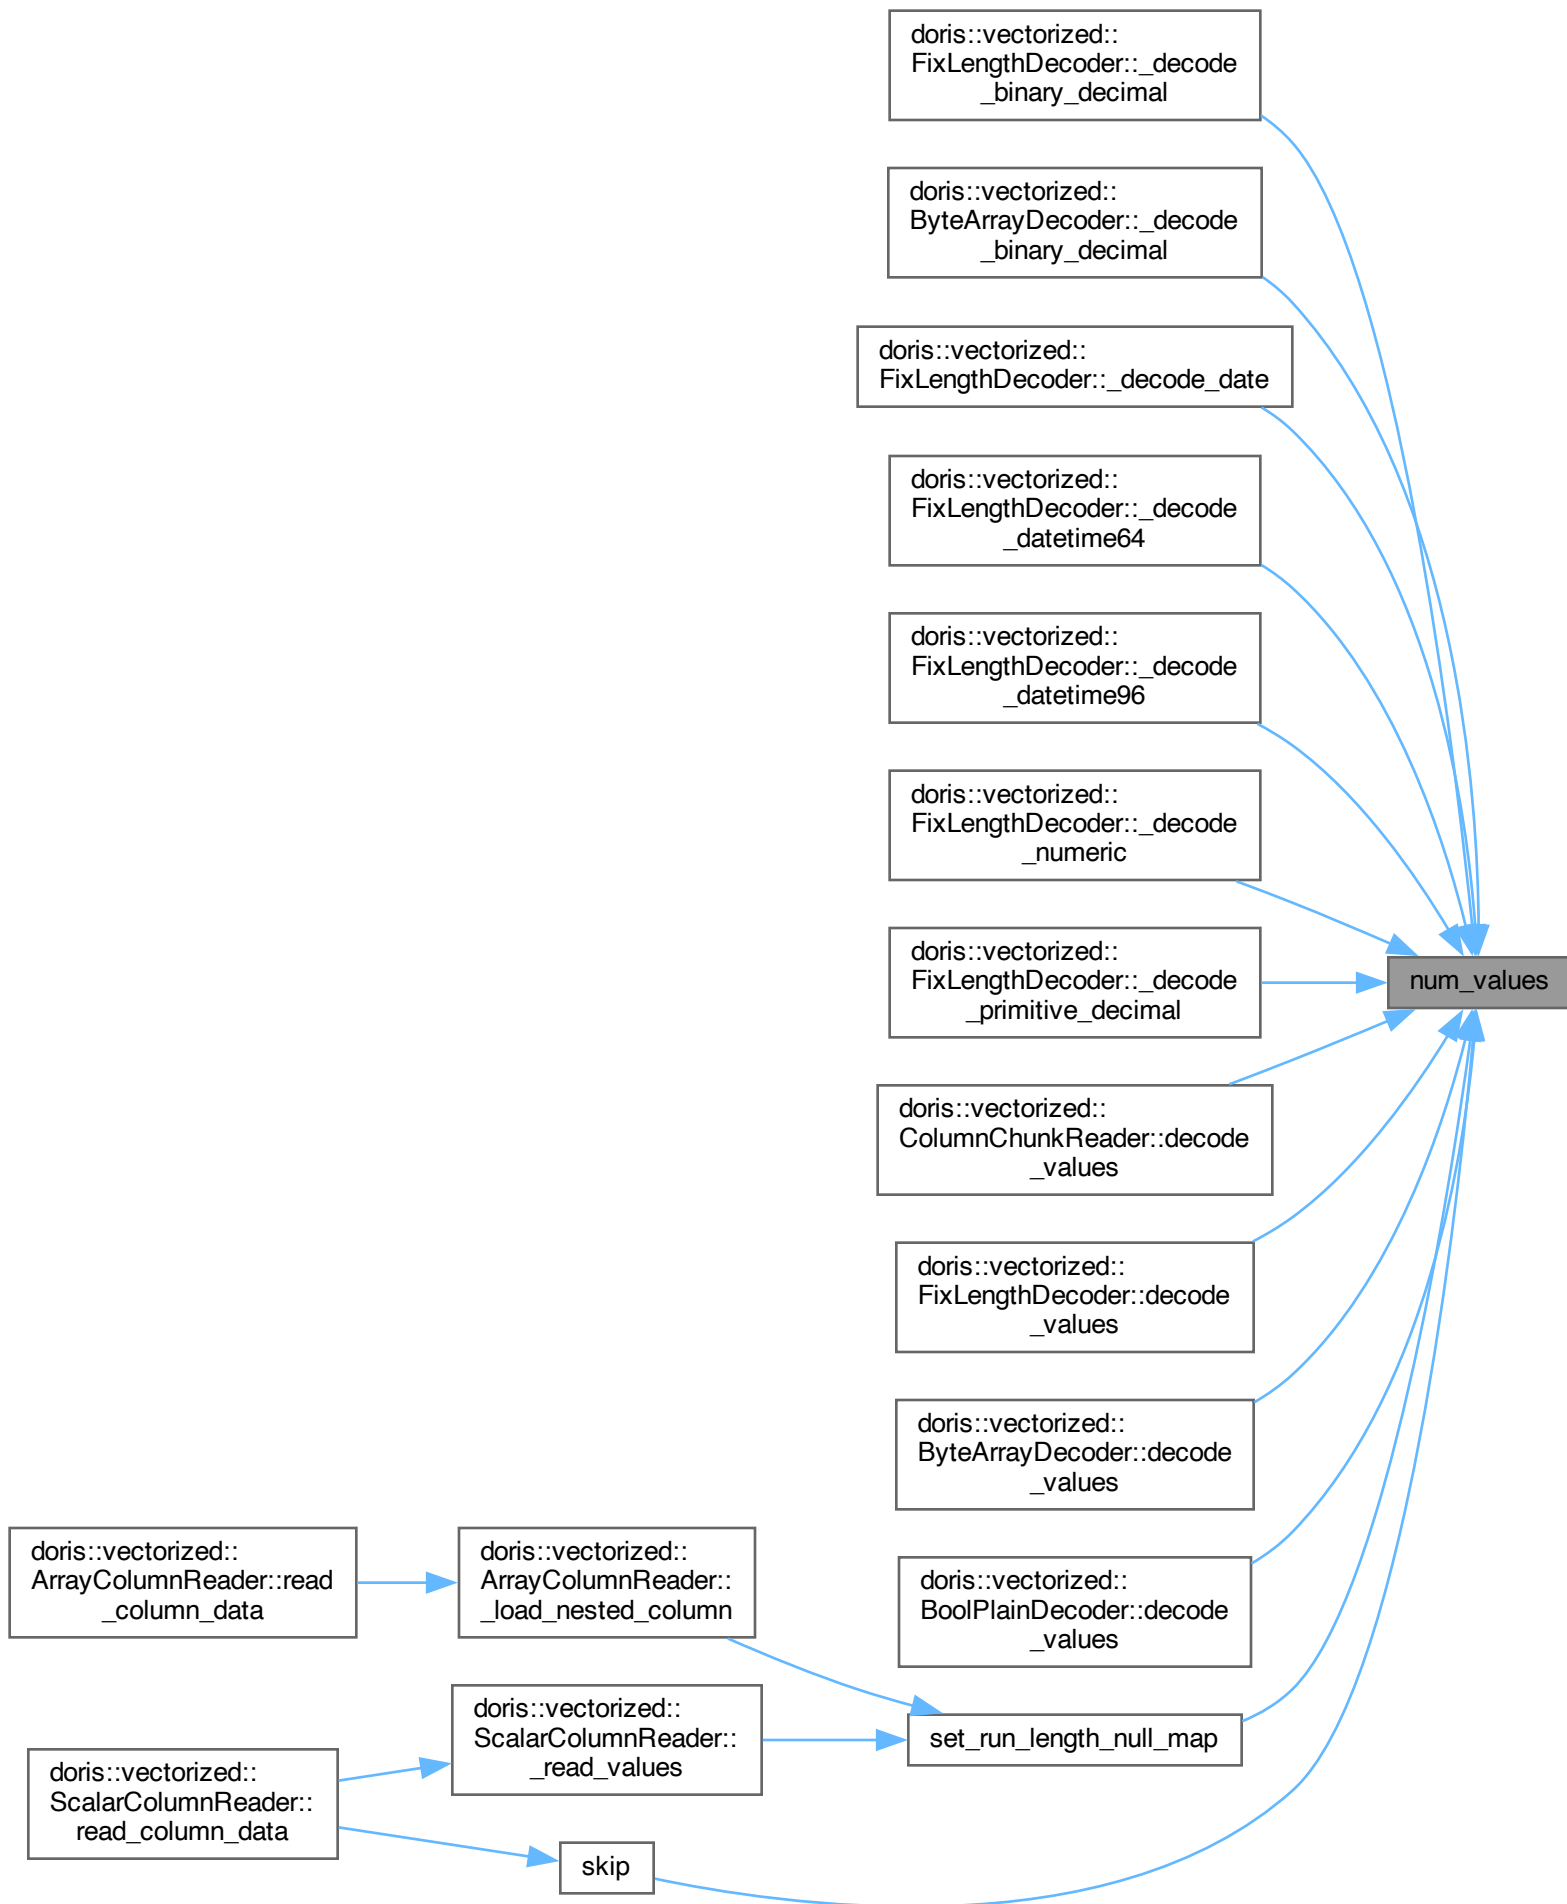 doris::vectorized::
FixLengthDecoder::_decode
_binary_decimal
doris::vectorized::
ByteArrayDecoder::_decode
_binary_decimal
doris::vectorized::
FixLengthDecoder::_decode_date
doris::vectorized::
FixLengthDecoder::_decode
_datetime64
doris::vectorized::
FixLengthDecoder::_decode
_datetime96
doris::vectorized::
FixLengthDecoder::_decode
_numeric
doris::vectorized::
FixLengthDecoder::_decode
_primitive_decimal
num_values
doris::vectorized::
ColumnChunkReader::decode
_values
doris::vectorized::
FixLengthDecoder::decode
_values
doris::vectorized::
ByteArrayDecoder::decode
_values
doris::vectorized::
ArrayColumnReader::read
_column_data
doris::vectorized::
ArrayColumnReader::
_load_nested_column
doris::vectorized::
BoolPlainDecoder::decode
_values
doris::vectorized::
ScalarColumnReader::
_read_values
set_run_length_null_map
doris::vectorized::
ScalarColumnReader::
read_column_data
skip